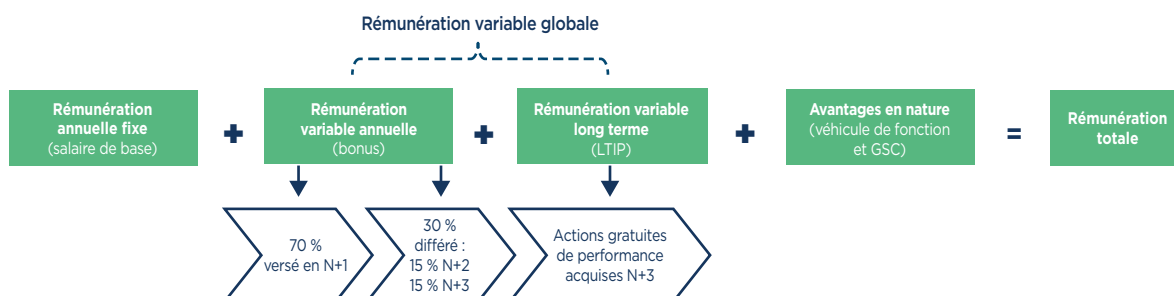 Rémunération variable globale
Rémunération
annuelle fixe
(salaire de base)
+
Rémunération
variable annuelle
(bonus)
+
Rémunération variable
long terme
(LTIP)
+
Avantages en nature
(véhicule de fonction
et GSC)
=
Rémunération
totale
70 %
versé en N+1
30 %
différé :
15 % N+2
15 % N+3
Actions gratuites
de performance
acquises N+3